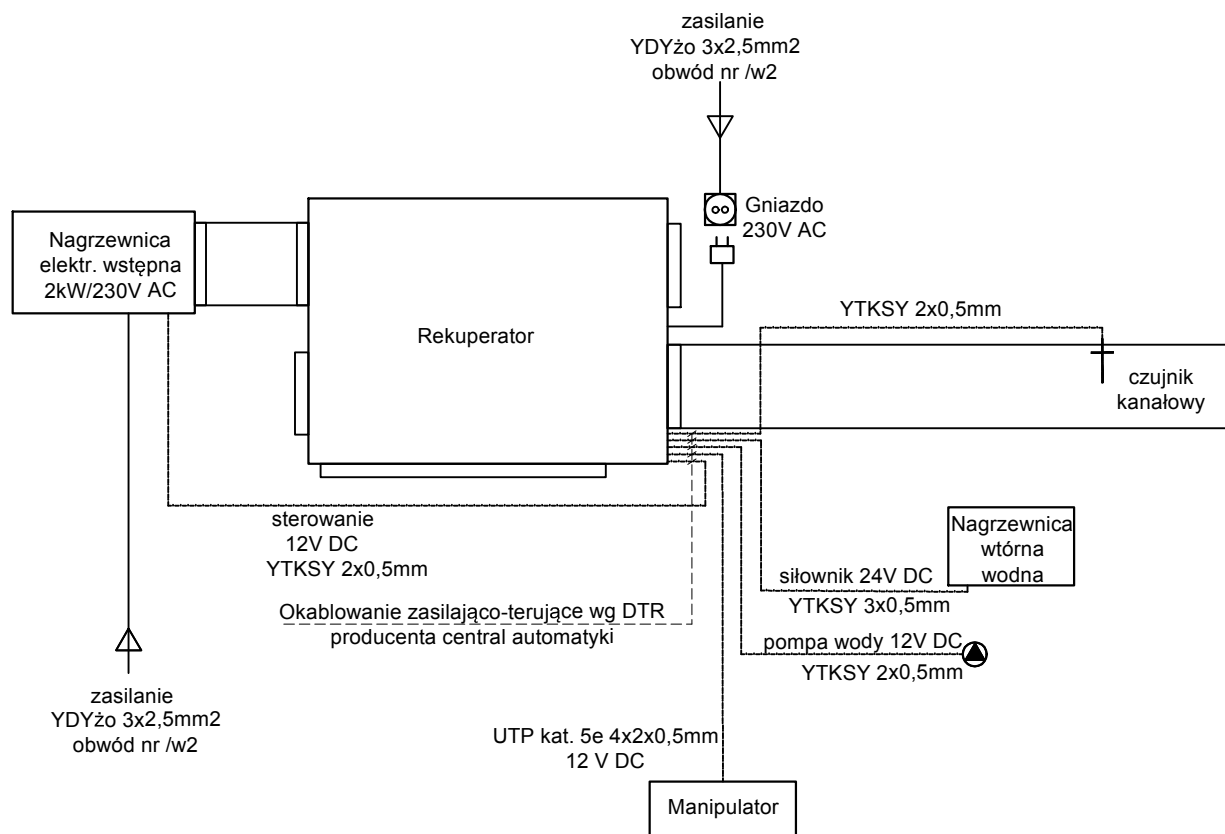 zasilanie
YDYżo 3x2,5mm2
obwód nr /w2
Gniazdo
230V AC
Nagrzewnica
elektr. wstępna
2kW/230V AC
Rekuperator
YTKSY 2x0,5mm
czujnik
kanałowy
sterowanie
12V DC
YTKSY 2x0,5mm
Nagrzewnica
wtórna
wodna
siłownik 24V DC
YTKSY 3x0,5mm
Okablowanie zasilająco-terujące wg DTR
producenta central automatyki
pompa wody 12V DC
YTKSY 2x0,5mm
zasilanie
YDYżo 3x2,5mm2
obwód nr /w2
UTP kat. 5e 4x2x0,5mm
12 V DC
Manipulator